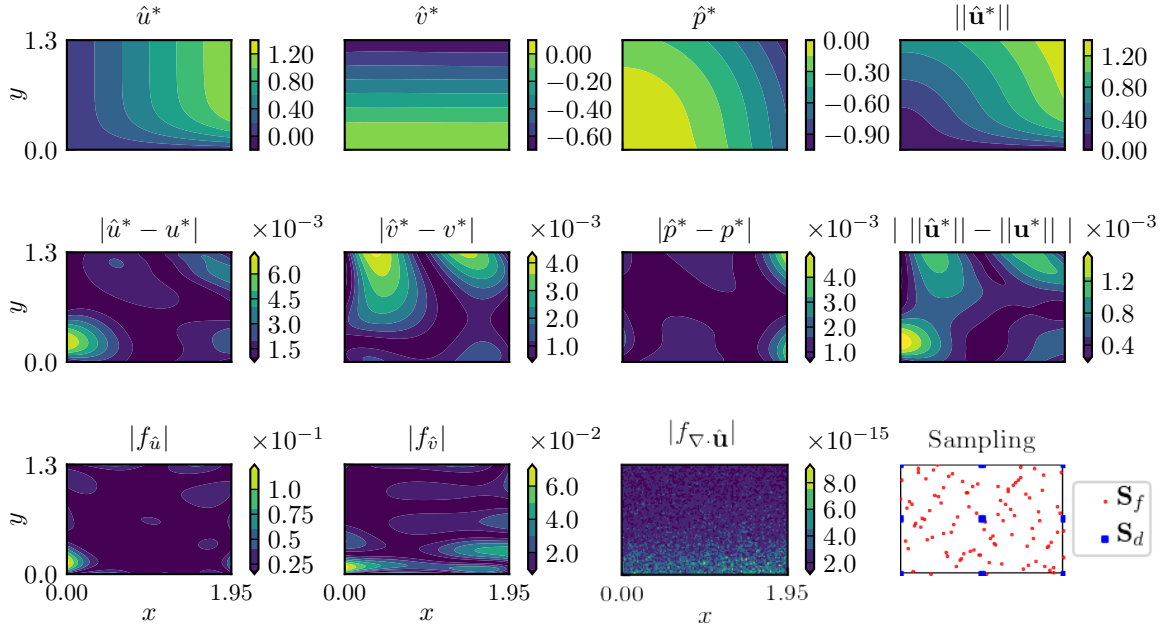 û* v̂* p̂* ||û*||
1.3 y 0.0
1.20 0.80 0.40 0.00
0.00 −0.20 −0.40 −0.60
0.00 −0.30 −0.60 −0.90
1.20 0.80 0.40 0.00
|û* − u*| ×10⁻³ |v̂* − v*| ×10⁻³ |p̂* − p*| ×10⁻³ | ||û*|| − ||u*|| | ×10⁻³
1.3 y 0.0
6.0 4.5 3.0 1.5
4.0 3.0 2.0 1.0
4.0 3.0 2.0 1.0
1.2 0.8 0.4
|f_û| ×10⁻¹ |f_v̂| ×10⁻² |f_∇·û| ×10⁻¹⁵ Sampling
1.3 y 0.0
1.0 0.75 0.5 0.25
6.0 4.0 2.0
8.0 6.0 4.0 2.0
S_f
S_d
0.00 x 1.95
1.95
0.00 x 1.95